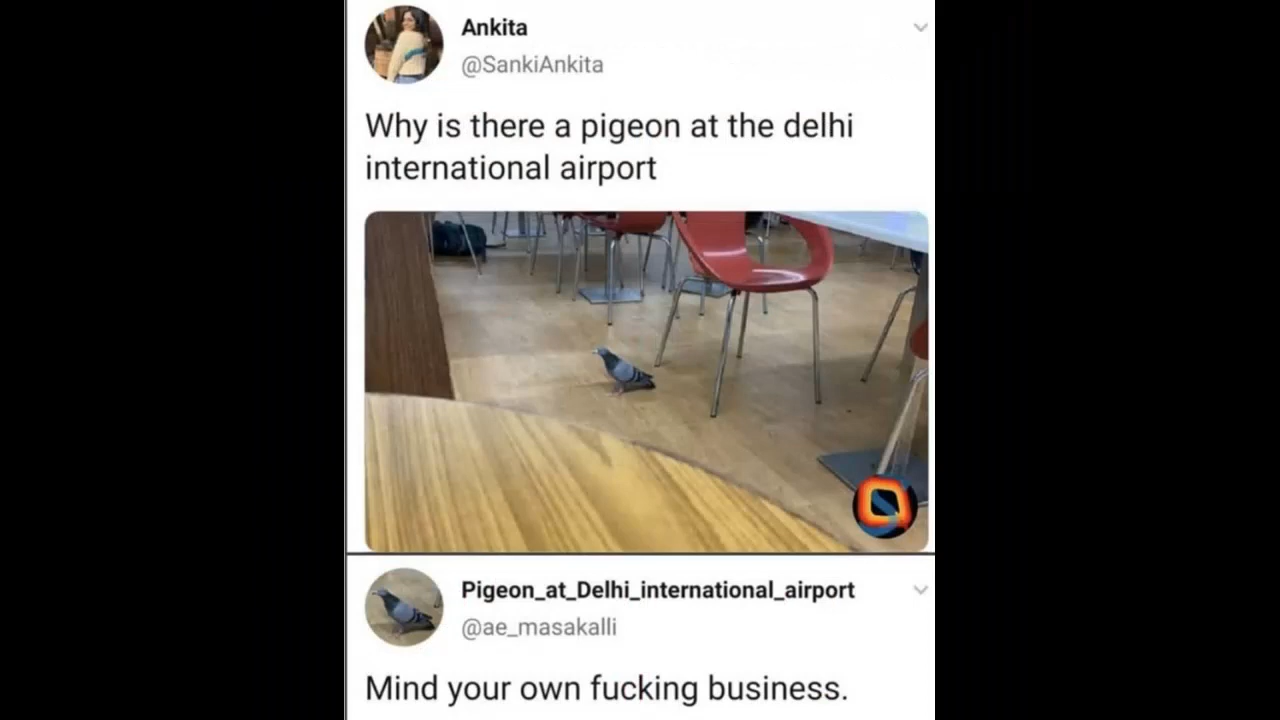 Ankita
@SankiAnkita
Why is there a pigeon at the delhi
international airport
Pigeon_at_Delhi_international_airport
@ae_masakalli
Mind your own fucking business.